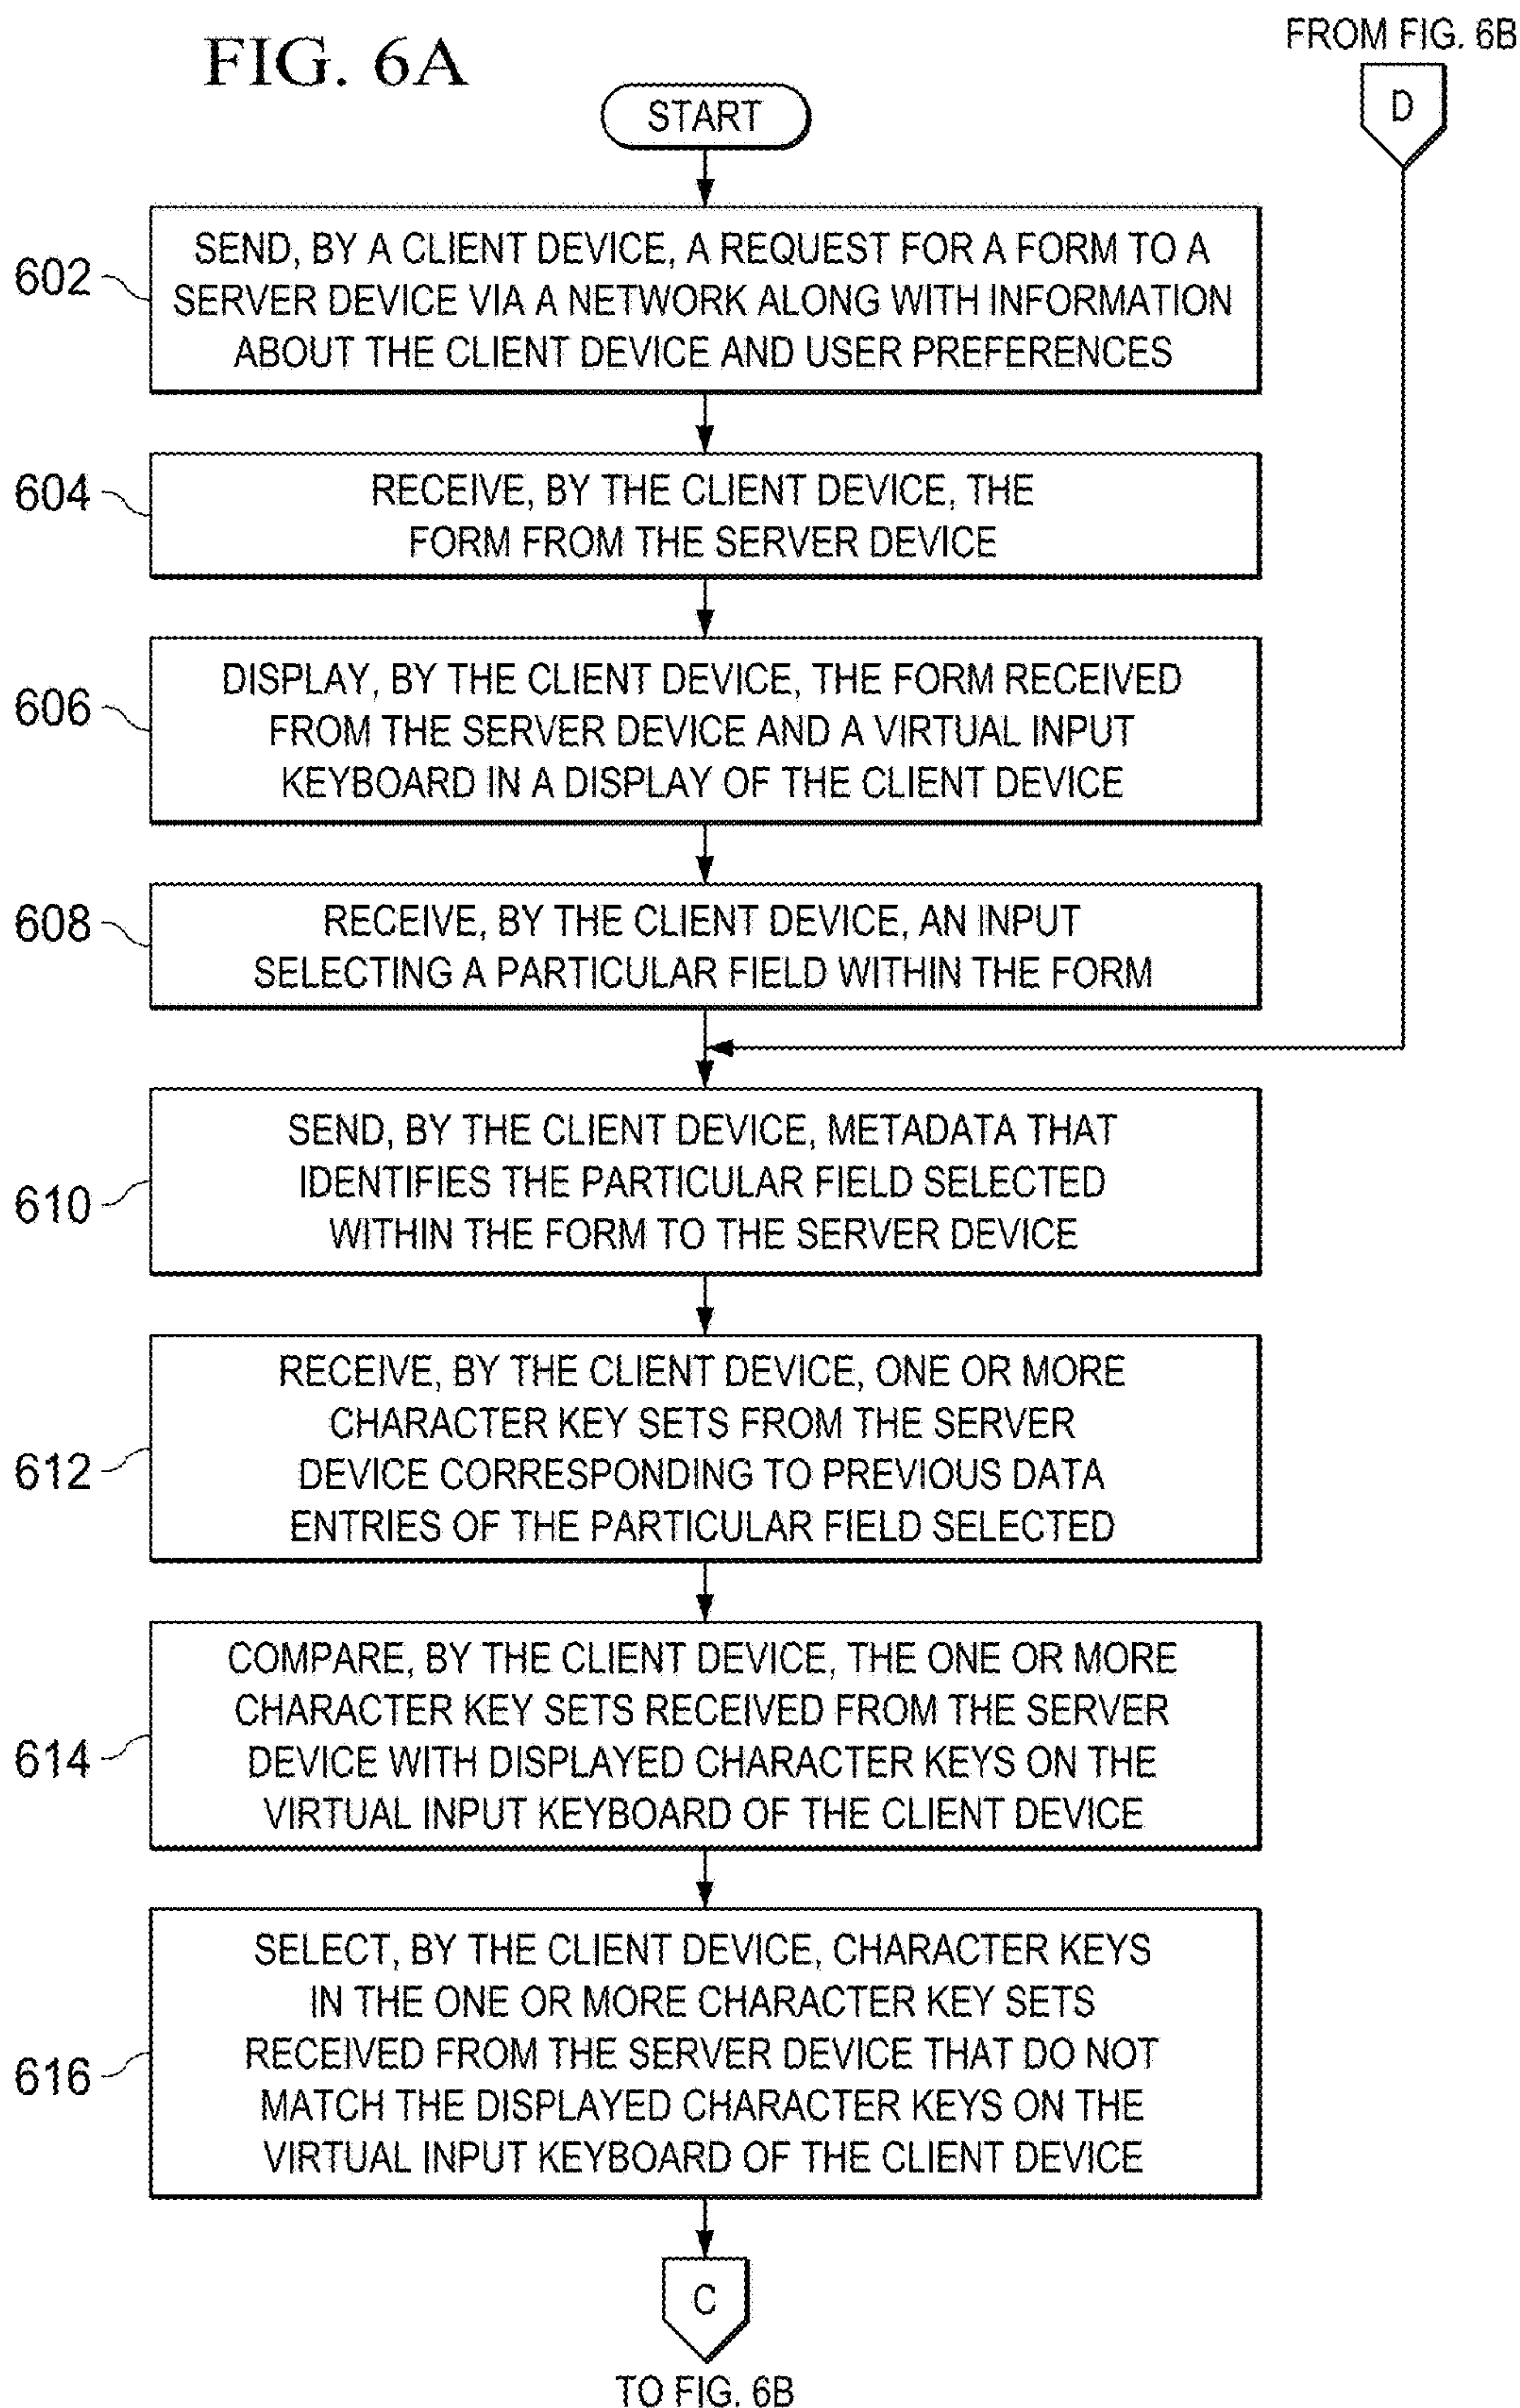 FIG. 6A
FROM FIG. 6B
D
START
602
SEND, BY A CLIENT DEVICE, A REQUEST FOR A FORM TO A
SERVER DEVICE VIA A NETWORK ALONG WITH INFORMATION
ABOUT THE CLIENT DEVICE AND USER PREFERENCES
604
RECEIVE, BY THE CLIENT DEVICE, THE
FORM FROM THE SERVER DEVICE
606
DISPLAY, BY THE CLIENT DEVICE, THE FORM RECEIVED
FROM THE SERVER DEVICE AND A VIRTUAL INPUT
KEYBOARD IN A DISPLAY OF THE CLIENT DEVICE
608
RECEIVE, BY THE CLIENT DEVICE, AN INPUT
SELECTING A PARTICULAR FIELD WITHIN THE FORM
610
SEND, BY THE CLIENT DEVICE, METADATA THAT
IDENTIFIES THE PARTICULAR FIELD SELECTED
WITHIN THE FORM TO THE SERVER DEVICE
612
RECEIVE, BY THE CLIENT DEVICE, ONE OR MORE
CHARACTER KEY SETS FROM THE SERVER
DEVICE CORRESPONDING TO PREVIOUS DATA
ENTRIES OF THE PARTICULAR FIELD SELECTED
614
COMPARE, BY THE CLIENT DEVICE, THE ONE OR MORE
CHARACTER KEY SETS RECEIVED FROM THE SERVER
DEVICE WITH DISPLAYED CHARACTER KEYS ON THE
VIRTUAL INPUT KEYBOARD OF THE CLIENT DEVICE
616
SELECT, BY THE CLIENT DEVICE, CHARACTER KEYS
IN THE ONE OR MORE CHARACTER KEY SETS
RECEIVED FROM THE SERVER DEVICE THAT DO NOT
MATCH THE DISPLAYED CHARACTER KEYS ON THE
VIRTUAL INPUT KEYBOARD OF THE CLIENT DEVICE
C
TO FIG. 6B